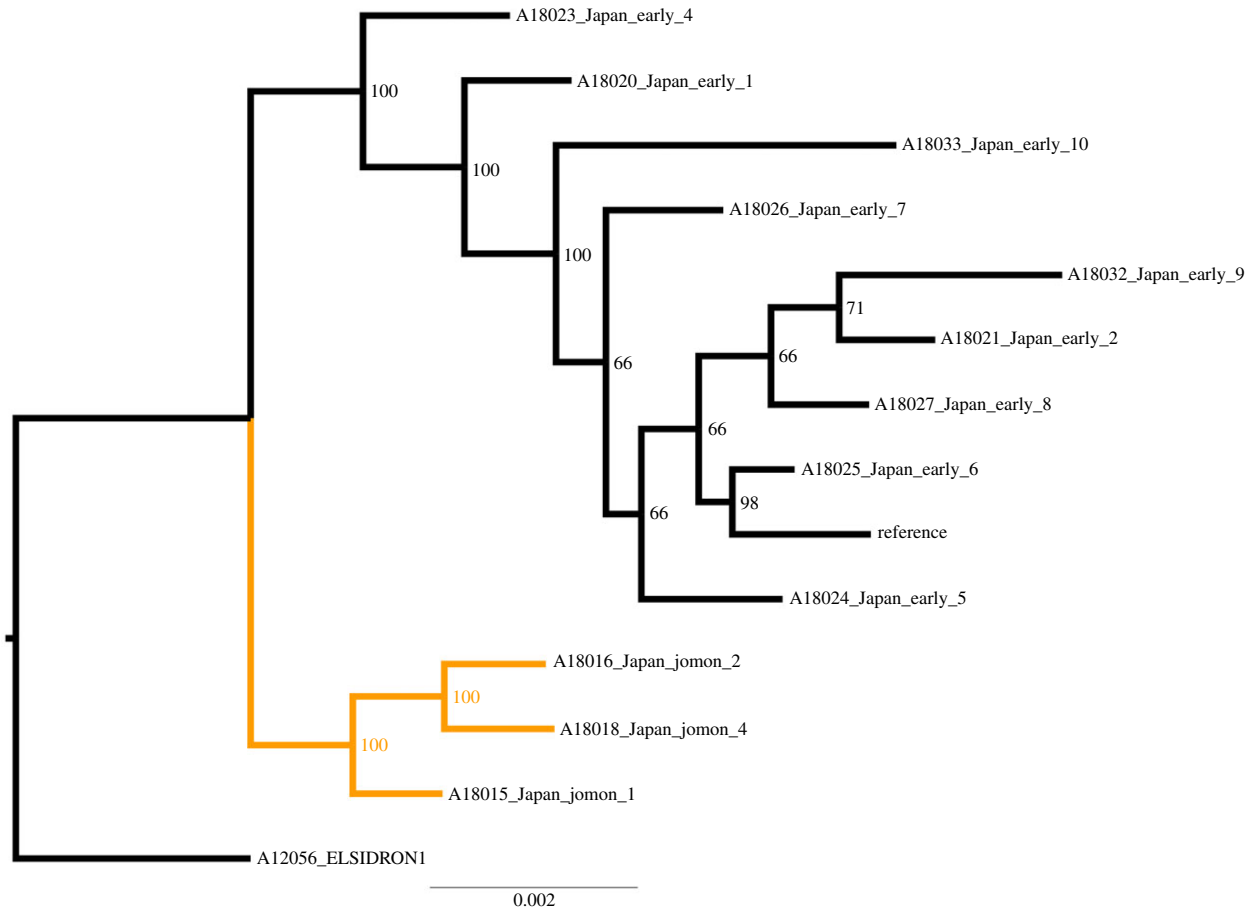 A18023_Japan_early_4
A18020_Japan_early_1
100
A18033_Japan_early_10
100
A18026_Japan_early_7
100
A18032_Japan_early_9
71
A18021_Japan_early_2
66
66
A18027_Japan_early_8
66
A18025_Japan_early_6
98
66
reference
A18024_Japan_early_5
A18016_Japan_jomon_2
100
A18018_Japan_jomon_4
100
A18015_Japan_jomon_1
A12056_ELSIDRON1
0.002